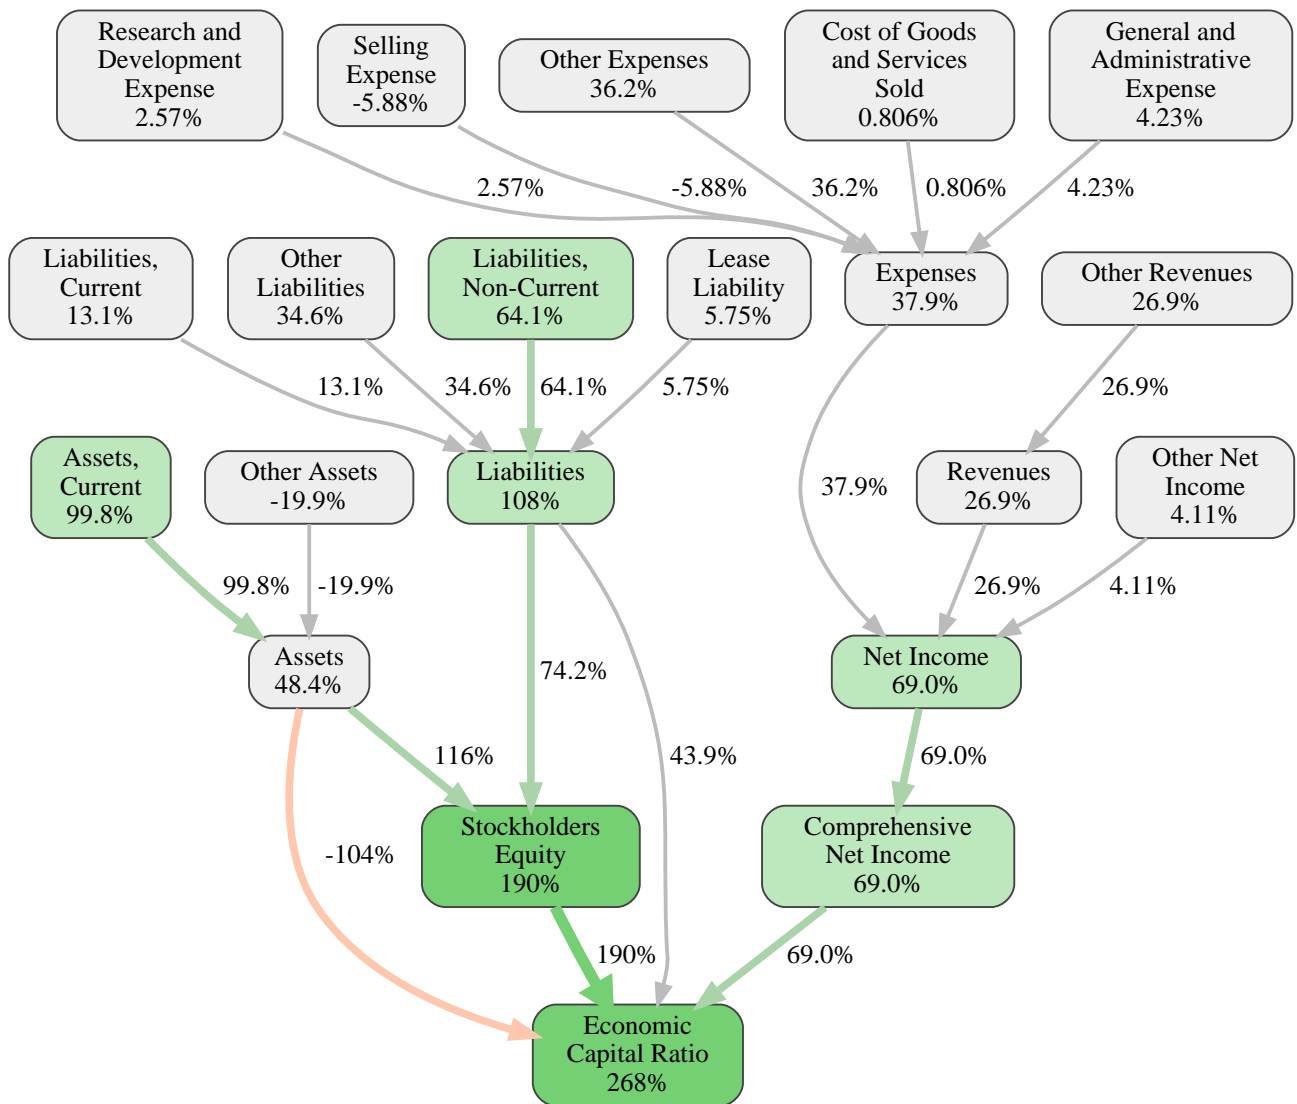 Research and
Development
Expense
2.57%
Selling
Expense
-5.88%
Other Expenses
36.2%
Cost of Goods
and Services
Sold
0.806%
General and
Administrative
Expense
4.23%
2.57%
-5.88%
36.2%
0.806%
4.23%
Liabilities,
Current
13.1%
Other
Liabilities
34.6%
Liabilities,
Non-Current
64.1%
Lease
Liability
5.75%
Expenses
37.9%
Other Revenues
26.9%
13.1%
34.6%
64.1%
5.75%
26.9%
Assets,
Current
99.8%
Other Assets
-19.9%
Liabilities
108%
37.9%
Revenues
26.9%
Other Net
Income
4.11%
99.8%
-19.9%
26.9%
4.11%
Assets
48.4%
74.2%
Net Income
69.0%
116%
43.9%
69.0%
-104%
Stockholders
Equity
190%
Comprehensive
Net Income
69.0%
190%
69.0%
Economic
Capital Ratio
268%